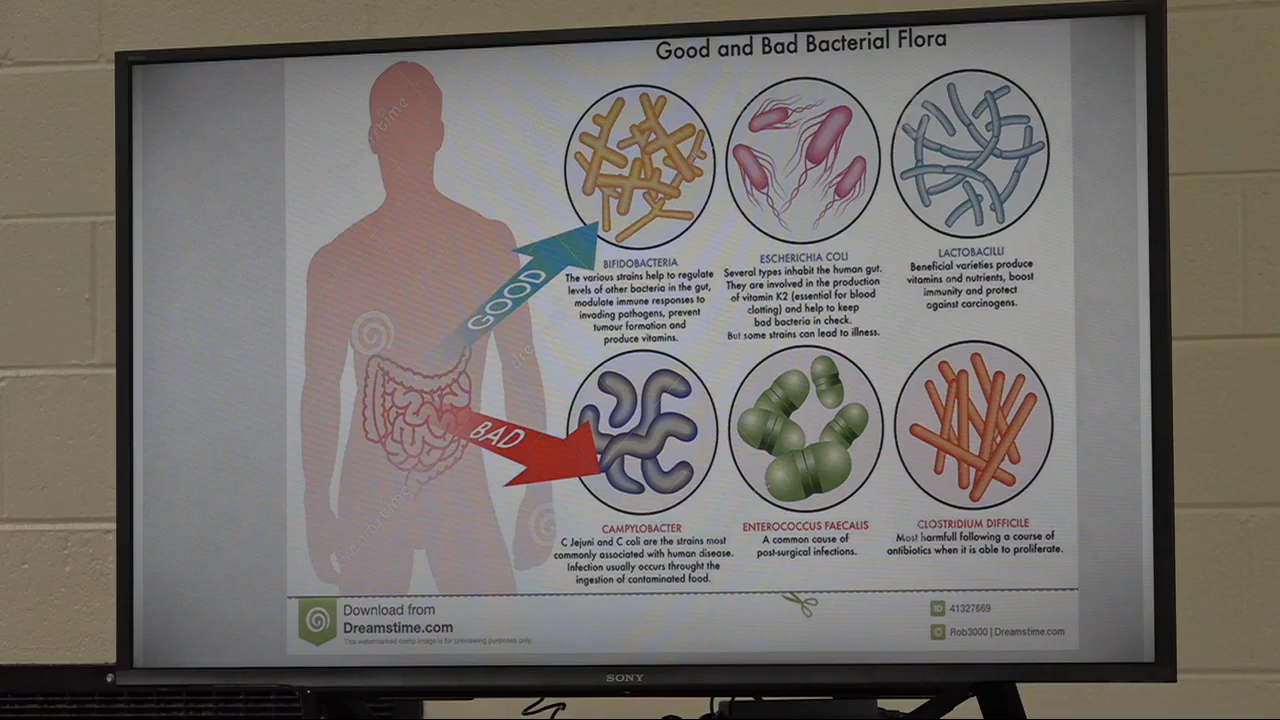 Good and Bad Bacterial Flora
BIFIDOBACTERIA
The various strains help to regulate
levels of other bacteria in the gut,
modulate immune responses to
invading pathogens, prevent
tumour formation and
produce vitamins.
ESCHERICHIA COLI
Several types inhabit the human gut.
They are involved in the production
of vitamin K2 (essential for blood
clotting) and help to keep
bad bacteria in check.
But some strains can lead to illness.
LACTOBACILLI
Beneficial varieties produce
vitamins and nutrients, boost
immunity and protect
against carcinogens.
GOOD
BAD
CAMPYLOBACTER
C Jejuni and C coli are the strains most
commonly associated with human disease.
Infection usually occurs throught the
ingestion of contaminated food.
ENTEROCOCCUS FAECALIS
A common cause of
post-surgical infections.
CLOSTRIDIUM DIFFICILE
Most harmfull following a course of
antibiotics when it is able to proliferate.
Download from
Dreamstime.com
This watermarked comp image is for previewing purposes only.
ID 41327669
© Rob3000 | Dreamstime.com
SONY